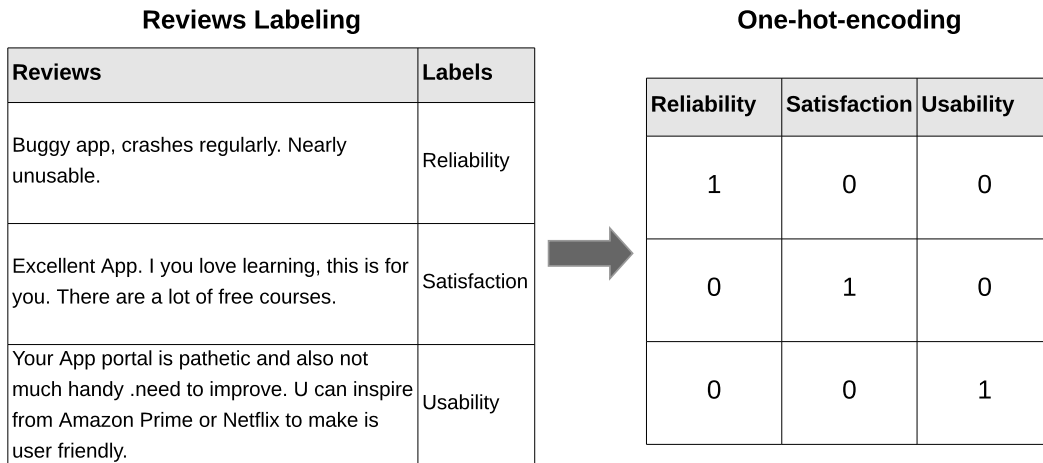 Reviews Labeling
Reviews
Labels
Buggy app, crashes regularly. Nearly
unusable.
Reliability
Excellent App. I you love learning, this is for
you. There are a lot of free courses.
Satisfaction
Your App portal is pathetic and also not
much handy .need to improve. U can inspire
from Amazon Prime or Netflix to make is
user friendly.
Usability
One-hot-encoding
Reliability
Satisfaction
Usability
1 0 0
0 1 0
0 0 1